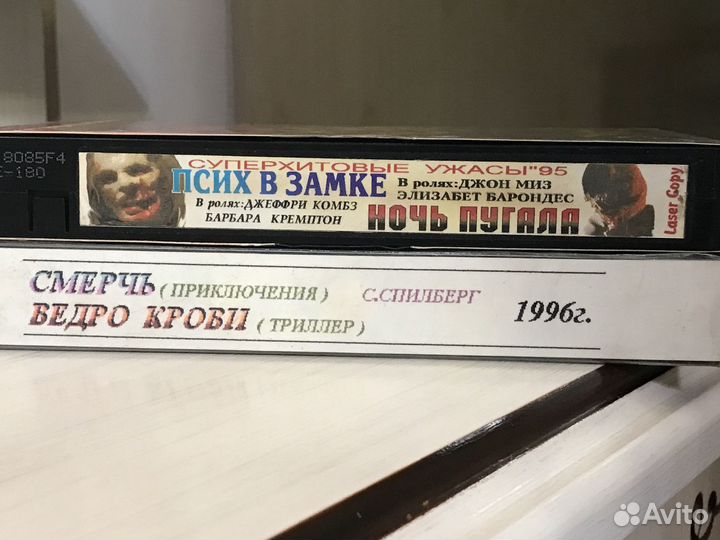 8085F4
E-180
СУПЕРХИТОВЫЕ УЖАСЫ"95
ПСИХ В ЗАМКЕ
В ролях:ДЖЕФФРИ КОМБЗ
БАРБАРА КРЕМПТОН
В ролях:ДЖОН МИЗ
ЭЛИЗАБЕТ БАРОНДЕС
НОЧЬ ПУГАЛА
Laser Copy
СМЕРЧЬ ( ПРИКЛЮЧЕНИЯ ) С.СПИЛБЕРГ
ВЕДРО КРОВИ ( ТРИЛЛЕР )
1996г.
Avito